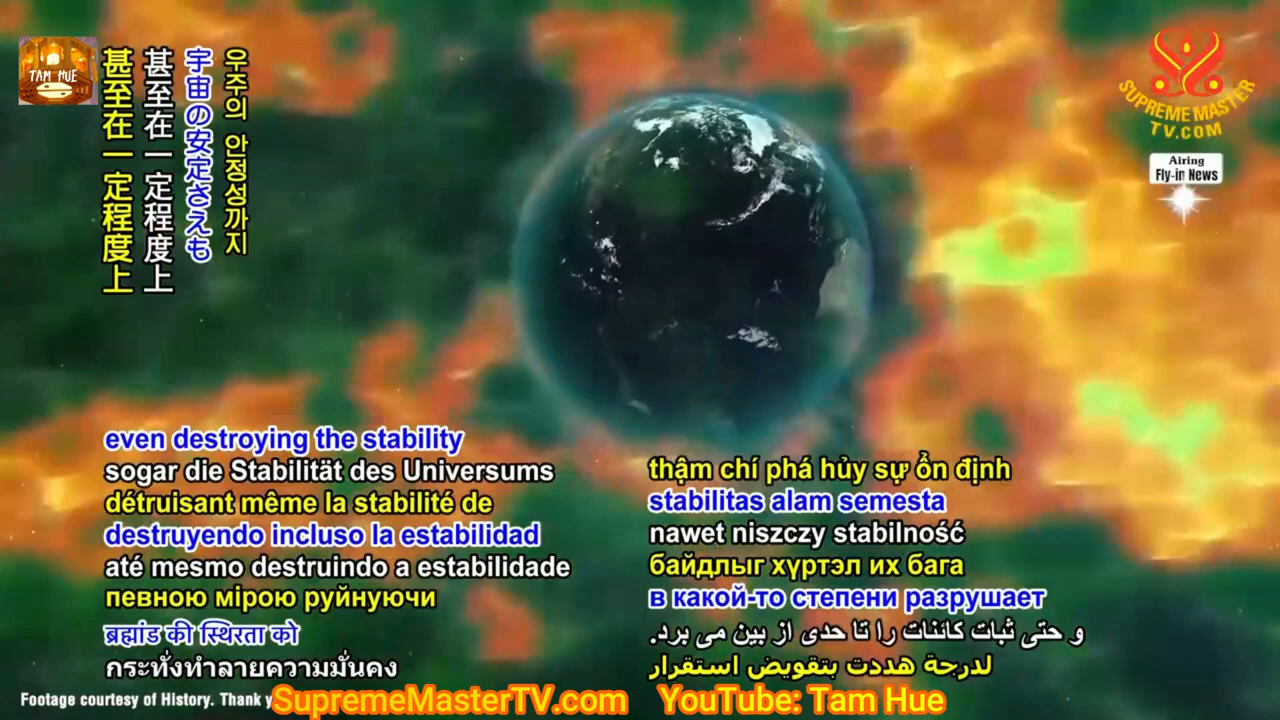 TAM HUE
甚至在一定程度上
甚至在一定程度上
宇宙の安定さえも
우주의 안정성까지
SUPREME MASTER
TV.COM
Airing
Fly-in News
even destroying the stability
sogar die Stabilität des Universums
détruisant même la stabilité de
destruyendo incluso la estabilidad
até mesmo destruindo a estabilidade
певною мірою руйнуючи
ब्रह्मांड की स्थिरता को
กระทั่งทำลายความมั่นคง
thậm chí phá hủy sự ổn định
stabilitas alam semesta
nawet niszczy stabilność
байдлыг хүртэл их бага
в какой-то степени разрушает
و حتی ثبات کائنات را تا حدی از بین می برد.
لدرجة هددت بتقويض استقرار
Footage courtesy of History. Thank
SupremeMasterTV.com YouTube: Tam Hue